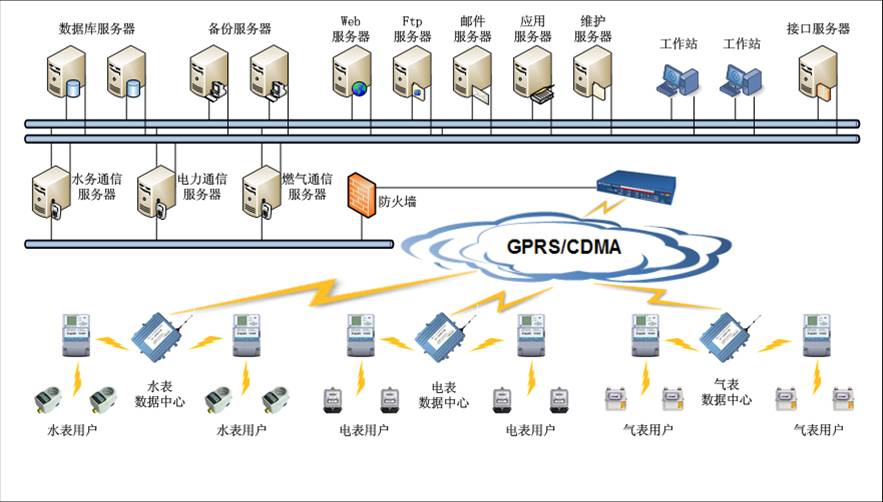 数据库服务器
备份服务器
Web
服务器
Ftp
服务器
邮件
服务器
应用
服务器
维护
服务器
工作站
工作站
接口服务器
水务通信
服务器
电力通信
服务器
燃气通信
服务器
防火墙
GPRS/CDMA
水表
数据中心
电表
数据中心
气表
数据中心
水表用户
水表用户
电表用户
电表用户
气表用户
气表用户